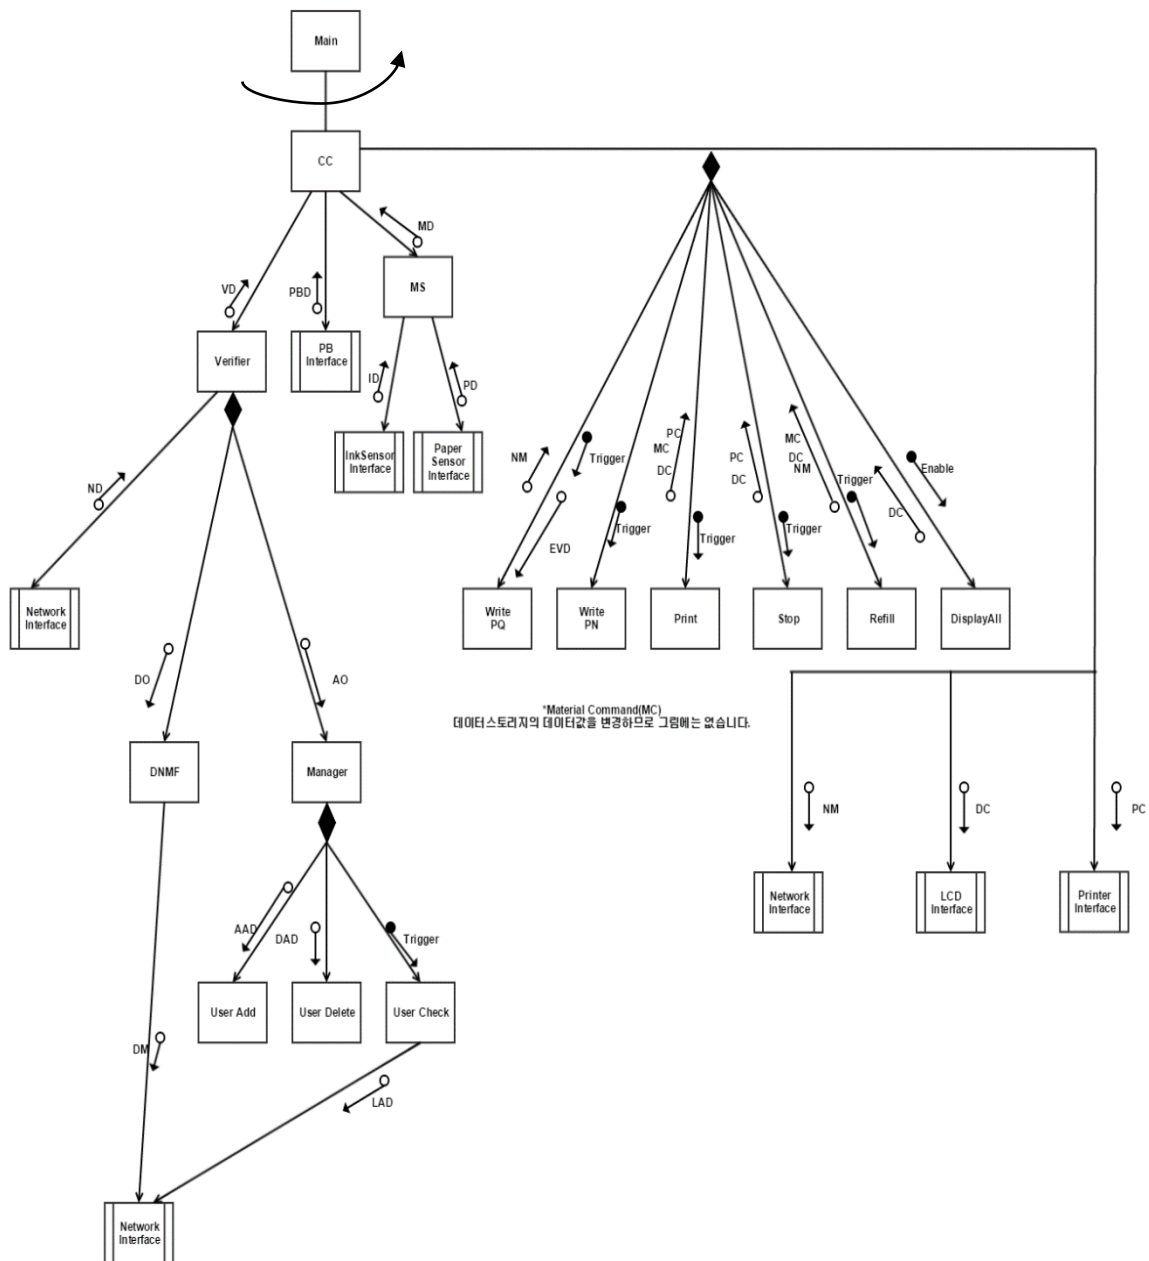 Main
CC
MD
MS
VD
PBD
Verifier
PB
Interface
ID
PD
InkSensor
Interface
Paper
Sensor
Interface
ND
NM
Trigger
EVD
Trigger
PC
MC
DC
Trigger
PC
DC
Trigger
MC
DC
NM
Trigger
DC
Enable
Network
Interface
Write
PQ
Write
PN
Print
Stop
Refill
DisplayAll
DO
AO
*Material Command(MC)
데이터스토리지의 데이터값을 변경하므로 그림에는 없습니다.
DNMF
Manager
NM
DC
PC
AAD
DAD
Trigger
Network
Interface
LCD
Interface
Printer
Interface
User Add
User Delete
User Check
DM
LAD
Network
Interface